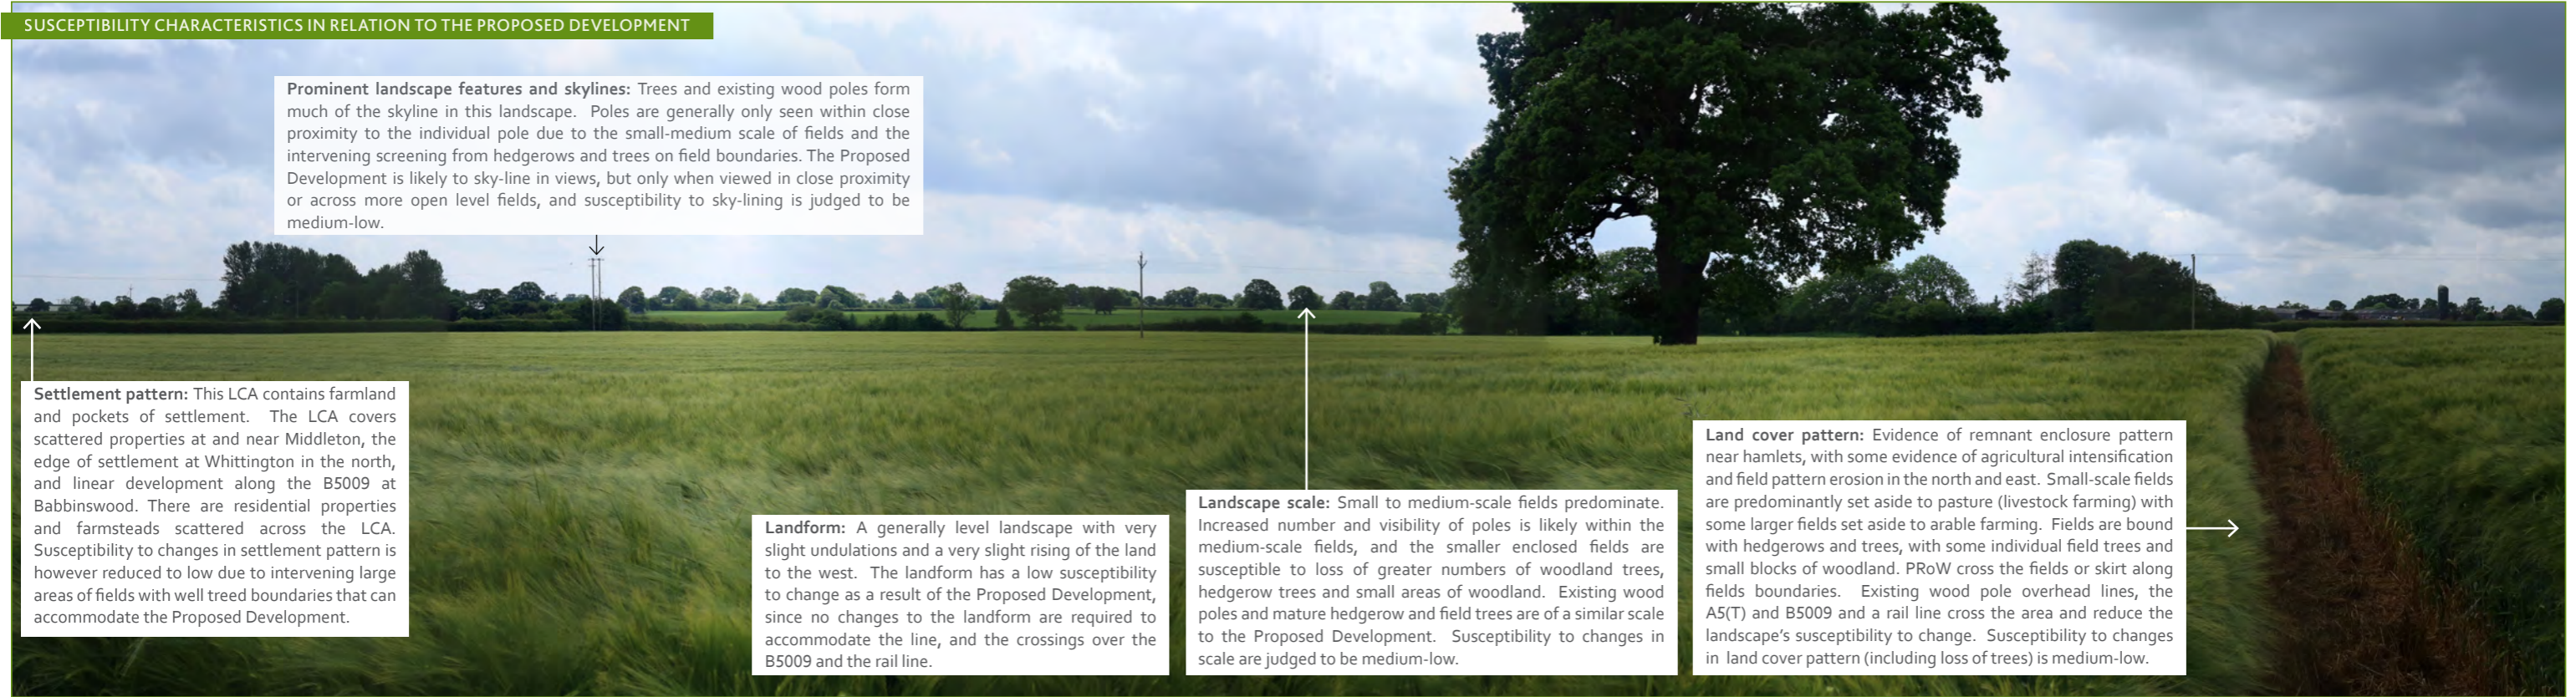 SUSCEPTIBILITY CHARACTERISTICS IN RELATION TO THE PROPOSED DEVELOPMENT
Prominent landscape features and skylines: Trees and existing wood poles form
much of the skyline in this landscape. Poles are generally only seen within close
proximity to the individual pole due to the small-medium scale of fields and the
intervening screening from hedgerows and trees on field boundaries. The Proposed
Development is likely to sky-line in views, but only when viewed in close proximity
or across more open level fields, and susceptibility to sky-lining is judged to be
medium-low.
Settlement pattern: This LCA contains farmland
and pockets of settlement. The LCA covers
scattered properties at and near Middleton, the
edge of settlement at Whittington in the north,
and linear development along the B5009 at
Babbinswood. There are residential properties
and farmsteads scattered across the LCA.
Susceptibility to changes in settlement pattern is
however reduced to low due to intervening large
areas of fields with well treed boundaries that can
accommodate the Proposed Development.
Landform: A generally level landscape with very
slight undulations and a very slight rising of the land
to the west. The landform has a low susceptibility
to change as a result of the Proposed Development,
since no changes to the landform are required to
accommodate the line, and the crossings over the
B5009 and the rail line.
Landscape scale: Small to medium-scale fields predominate.
Increased number and visibility of poles is likely within the
medium-scale fields, and the smaller enclosed fields are
susceptible to loss of greater numbers of woodland trees,
hedgerow trees and small areas of woodland. Existing wood
poles and mature hedgerow and field trees are of a similar scale
to the Proposed Development. Susceptibility to changes in
scale are judged to be medium-low.
Land cover pattern: Evidence of remnant enclosure pattern
near hamlets, with some evidence of agricultural intensification
and field pattern erosion in the north and east. Small-scale fields
are predominantly set aside to pasture (livestock farming) with
some larger fields set aside to arable farming. Fields are bound
with hedgerows and trees, with some individual field trees and
small blocks of woodland. PRoW cross the fields or skirt along
fields boundaries. Existing wood pole overhead lines, the
A5(T) and B5009 and a rail line cross the area and reduce the
landscape's susceptibility to change. Susceptibility to changes
in land cover pattern (including loss of trees) is medium-low.